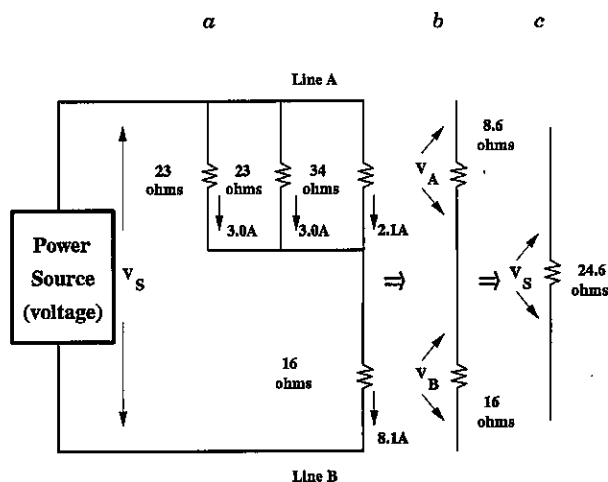 a
b
c
Line A
23
ohms
23
ohms
34
ohms
3.0A
3.0A
2.1A
Power
Source
(voltage)
V S
16
ohms
8.1A
Line B
8.6
ohms
V A
V B
16
ohms
V S
24.6
ohms